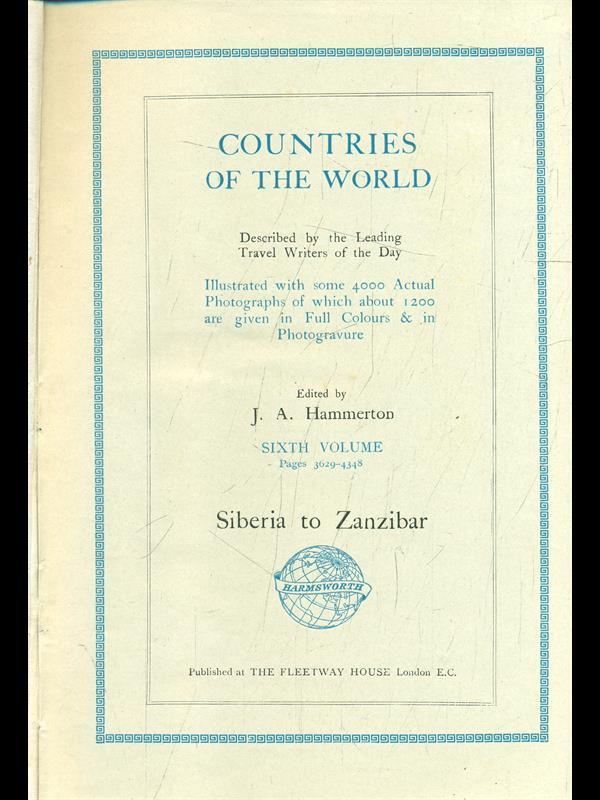 COUNTRIES
OF THE WORLD
Described by the Leading
Travel Writers of the Day
Illustrated with some 4000 Actual
Photographs of which about 1200
are given in Full Colours & in
Photogravure
Edited by
J. A. Hammerton
SIXTH VOLUME
Pages 3629-4348
Siberia to Zanzibar
HARMSWORTH
Published at THE FLEETWAY HOUSE London E.C.